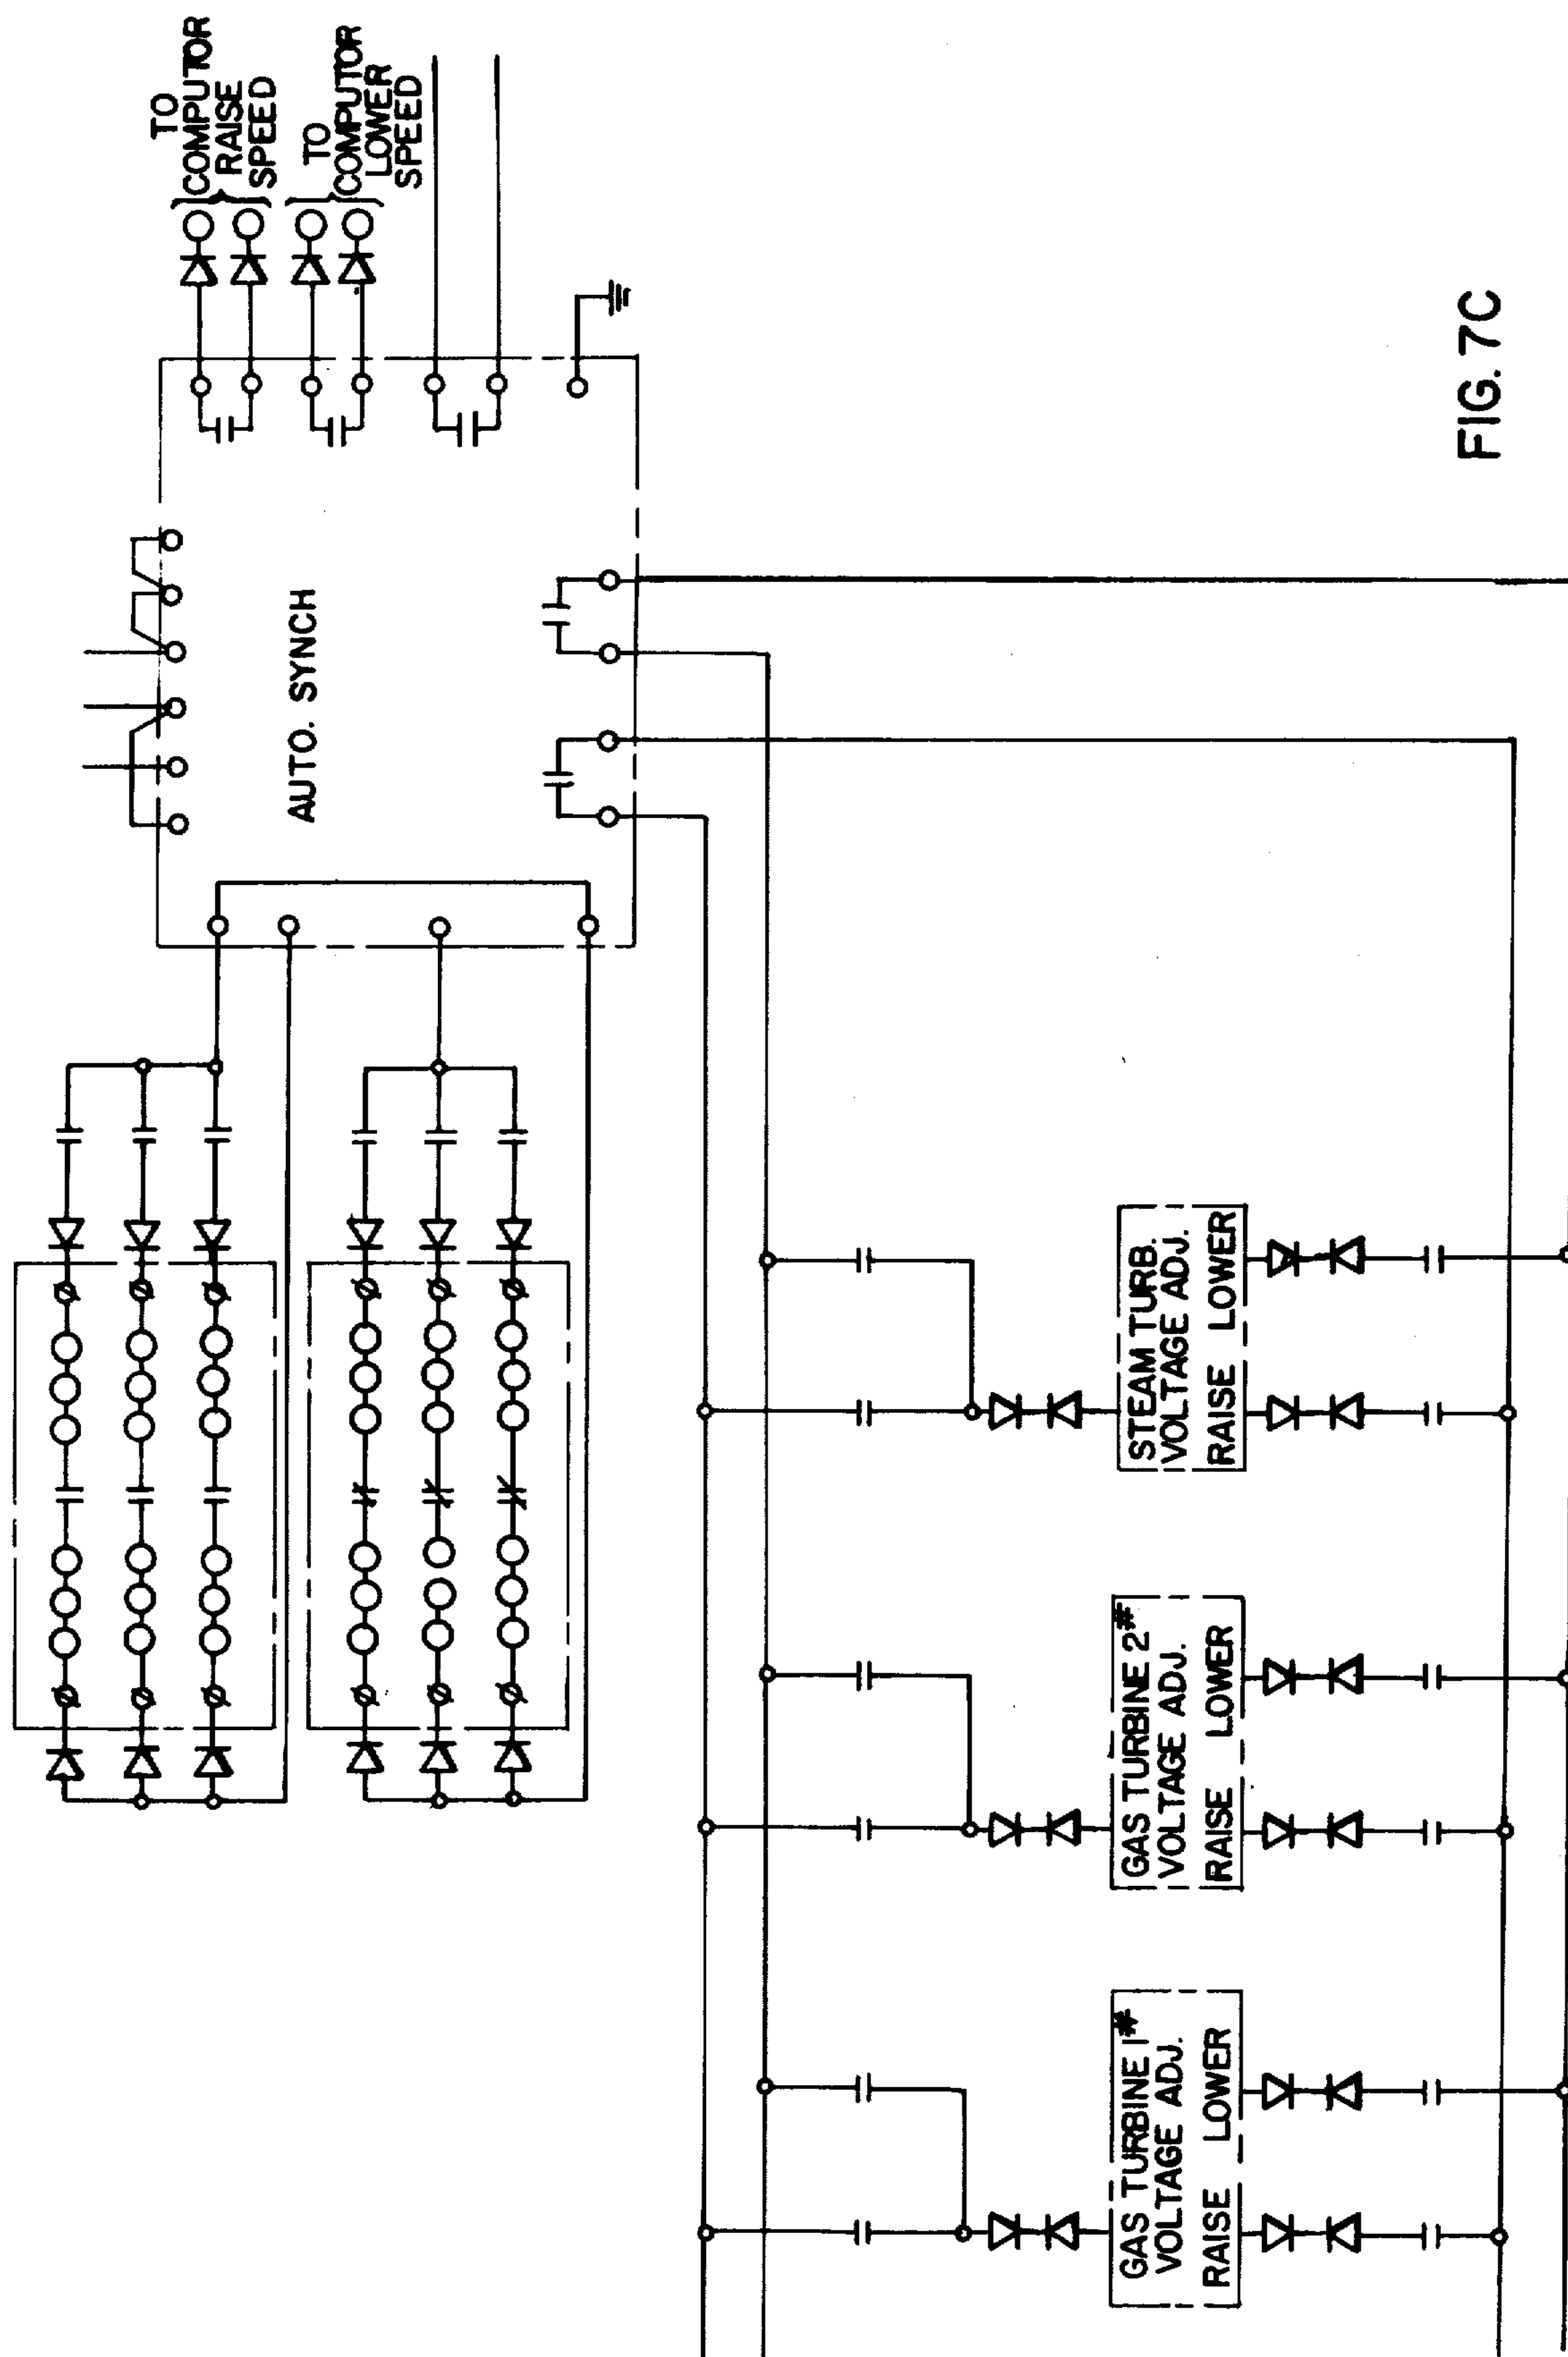 TO
COMPUTOR
RAISE
SPEED
TO
COMPUTOR
LOWER
SPEED
AUTO. SYNCH
GAS TURBINE 1#
VOLTAGE ADJ.
RAISE LOWER
GAS TURBINE 2#
VOLTAGE ADJ.
RAISE LOWER
STEAM TURB.
VOLTAGE ADJ.
RAISE LOWER
FIG. 7C